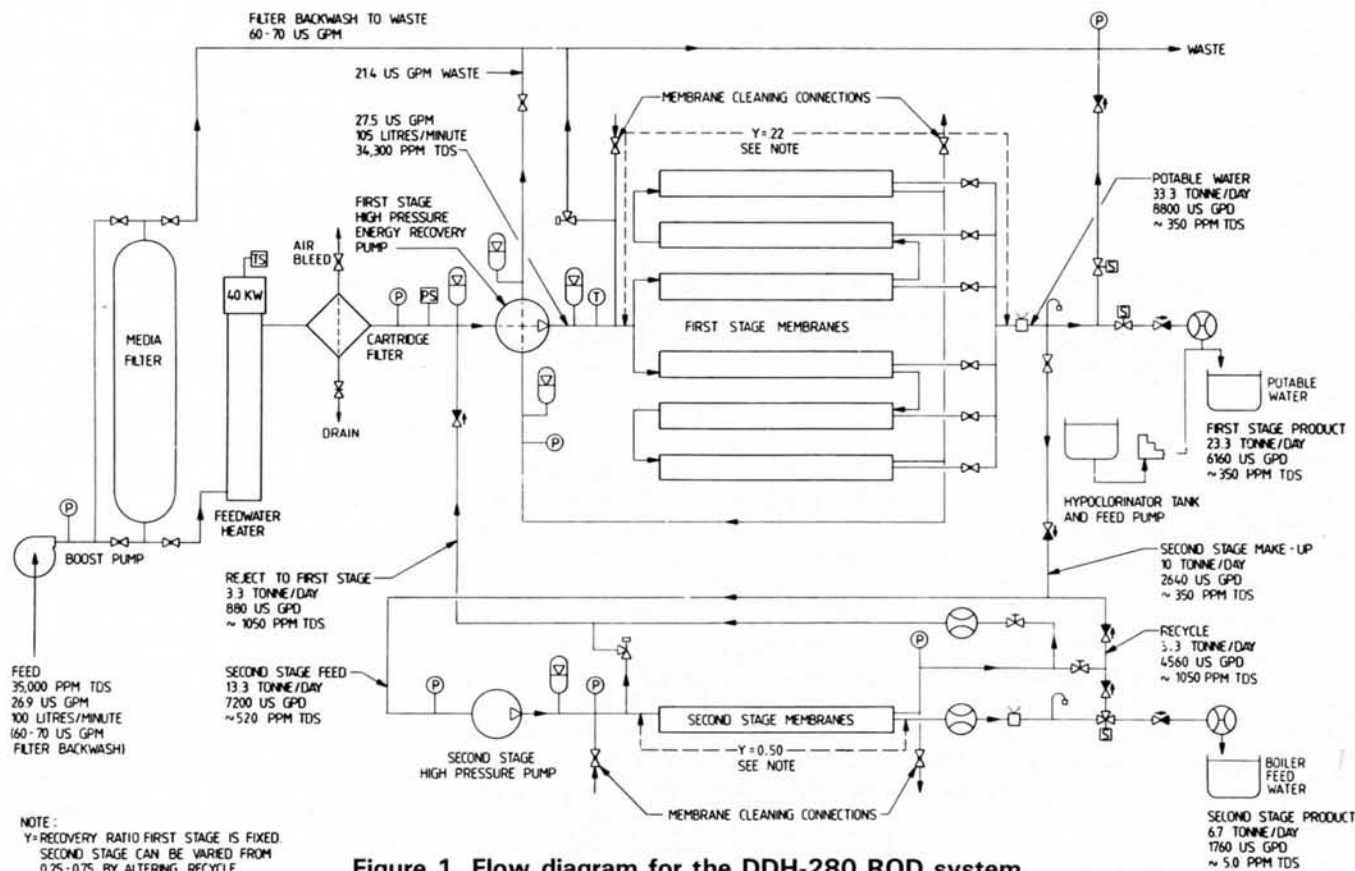 FILTER BACKWASH TO WASTE
60-70 US GPM
P
WASTE
21.4 US GPM WASTE
MEMBRANE CLEANING CONNECTIONS
27.5 US GPM
105 LITRES/MINUTE
34,300 PPM TDS
Y=.22
SEE NOTE
POTABLE WATER
33.3 TONNE/DAY
8800 US GPD
~ 350 PPM TDS
FIRST STAGE
HIGH PRESSURE
ENERGY RECOVERY
PUMP
AIR
BLEED
TS
40 KW
P
PS
T
S
S
MEDIA
FILTER
CARTRIDGE
FILTER
FIRST STAGE MEMBRANES
DRAIN
P
POTABLE
WATER
FIRST STAGE PRODUCT
23.3 TONNE/DAY
6160 US GPD
~ 350 PPM TDS
HYPOCLORINATOR TANK
AND FEED PUMP
P
FEEDWATER
HEATER
BOOST PUMP
REJECT TO FIRST STAGE
3.3 TONNE/DAY
880 US GPD
~ 1050 PPM TDS
SECOND STAGE MAKE-UP
10 TONNE/DAY
2640 US GPD
~ 350 PPM TDS
RECYCLE
.3 TONNE/DAY
4560 US GPD
~ 1050 PPM TDS
FEED
35,000 PPM TDS
26.9 US GPM
100 LITRES/MINUTE
(60-70 US GPM
FILTER BACKWASH)
SECOND STAGE FEED
13.3 TONNE/DAY
7200 US GPD
~520 PPM TDS
P
P
P
SECOND STAGE MEMBRANES
S
Y=0.50
SEE NOTE
SECOND STAGE
HIGH PRESSURE PUMP
MEMBRANE CLEANING CONNECTIONS
BOILER
FEED
WATER
SELOND STAGE PRODUCT
6.7 TONNE/DAY
1760 US GPD
~ 5.0 PPM TDS
NOTE :
Y=RECOVERY RATIO FIRST STAGE IS FIXED.
SECOND STAGE CAN BE VARIED FROM
0.25-0.75 BY ALTERING RECYCLE
Figure 1. Flow diagram for the DDH-280 ROD system